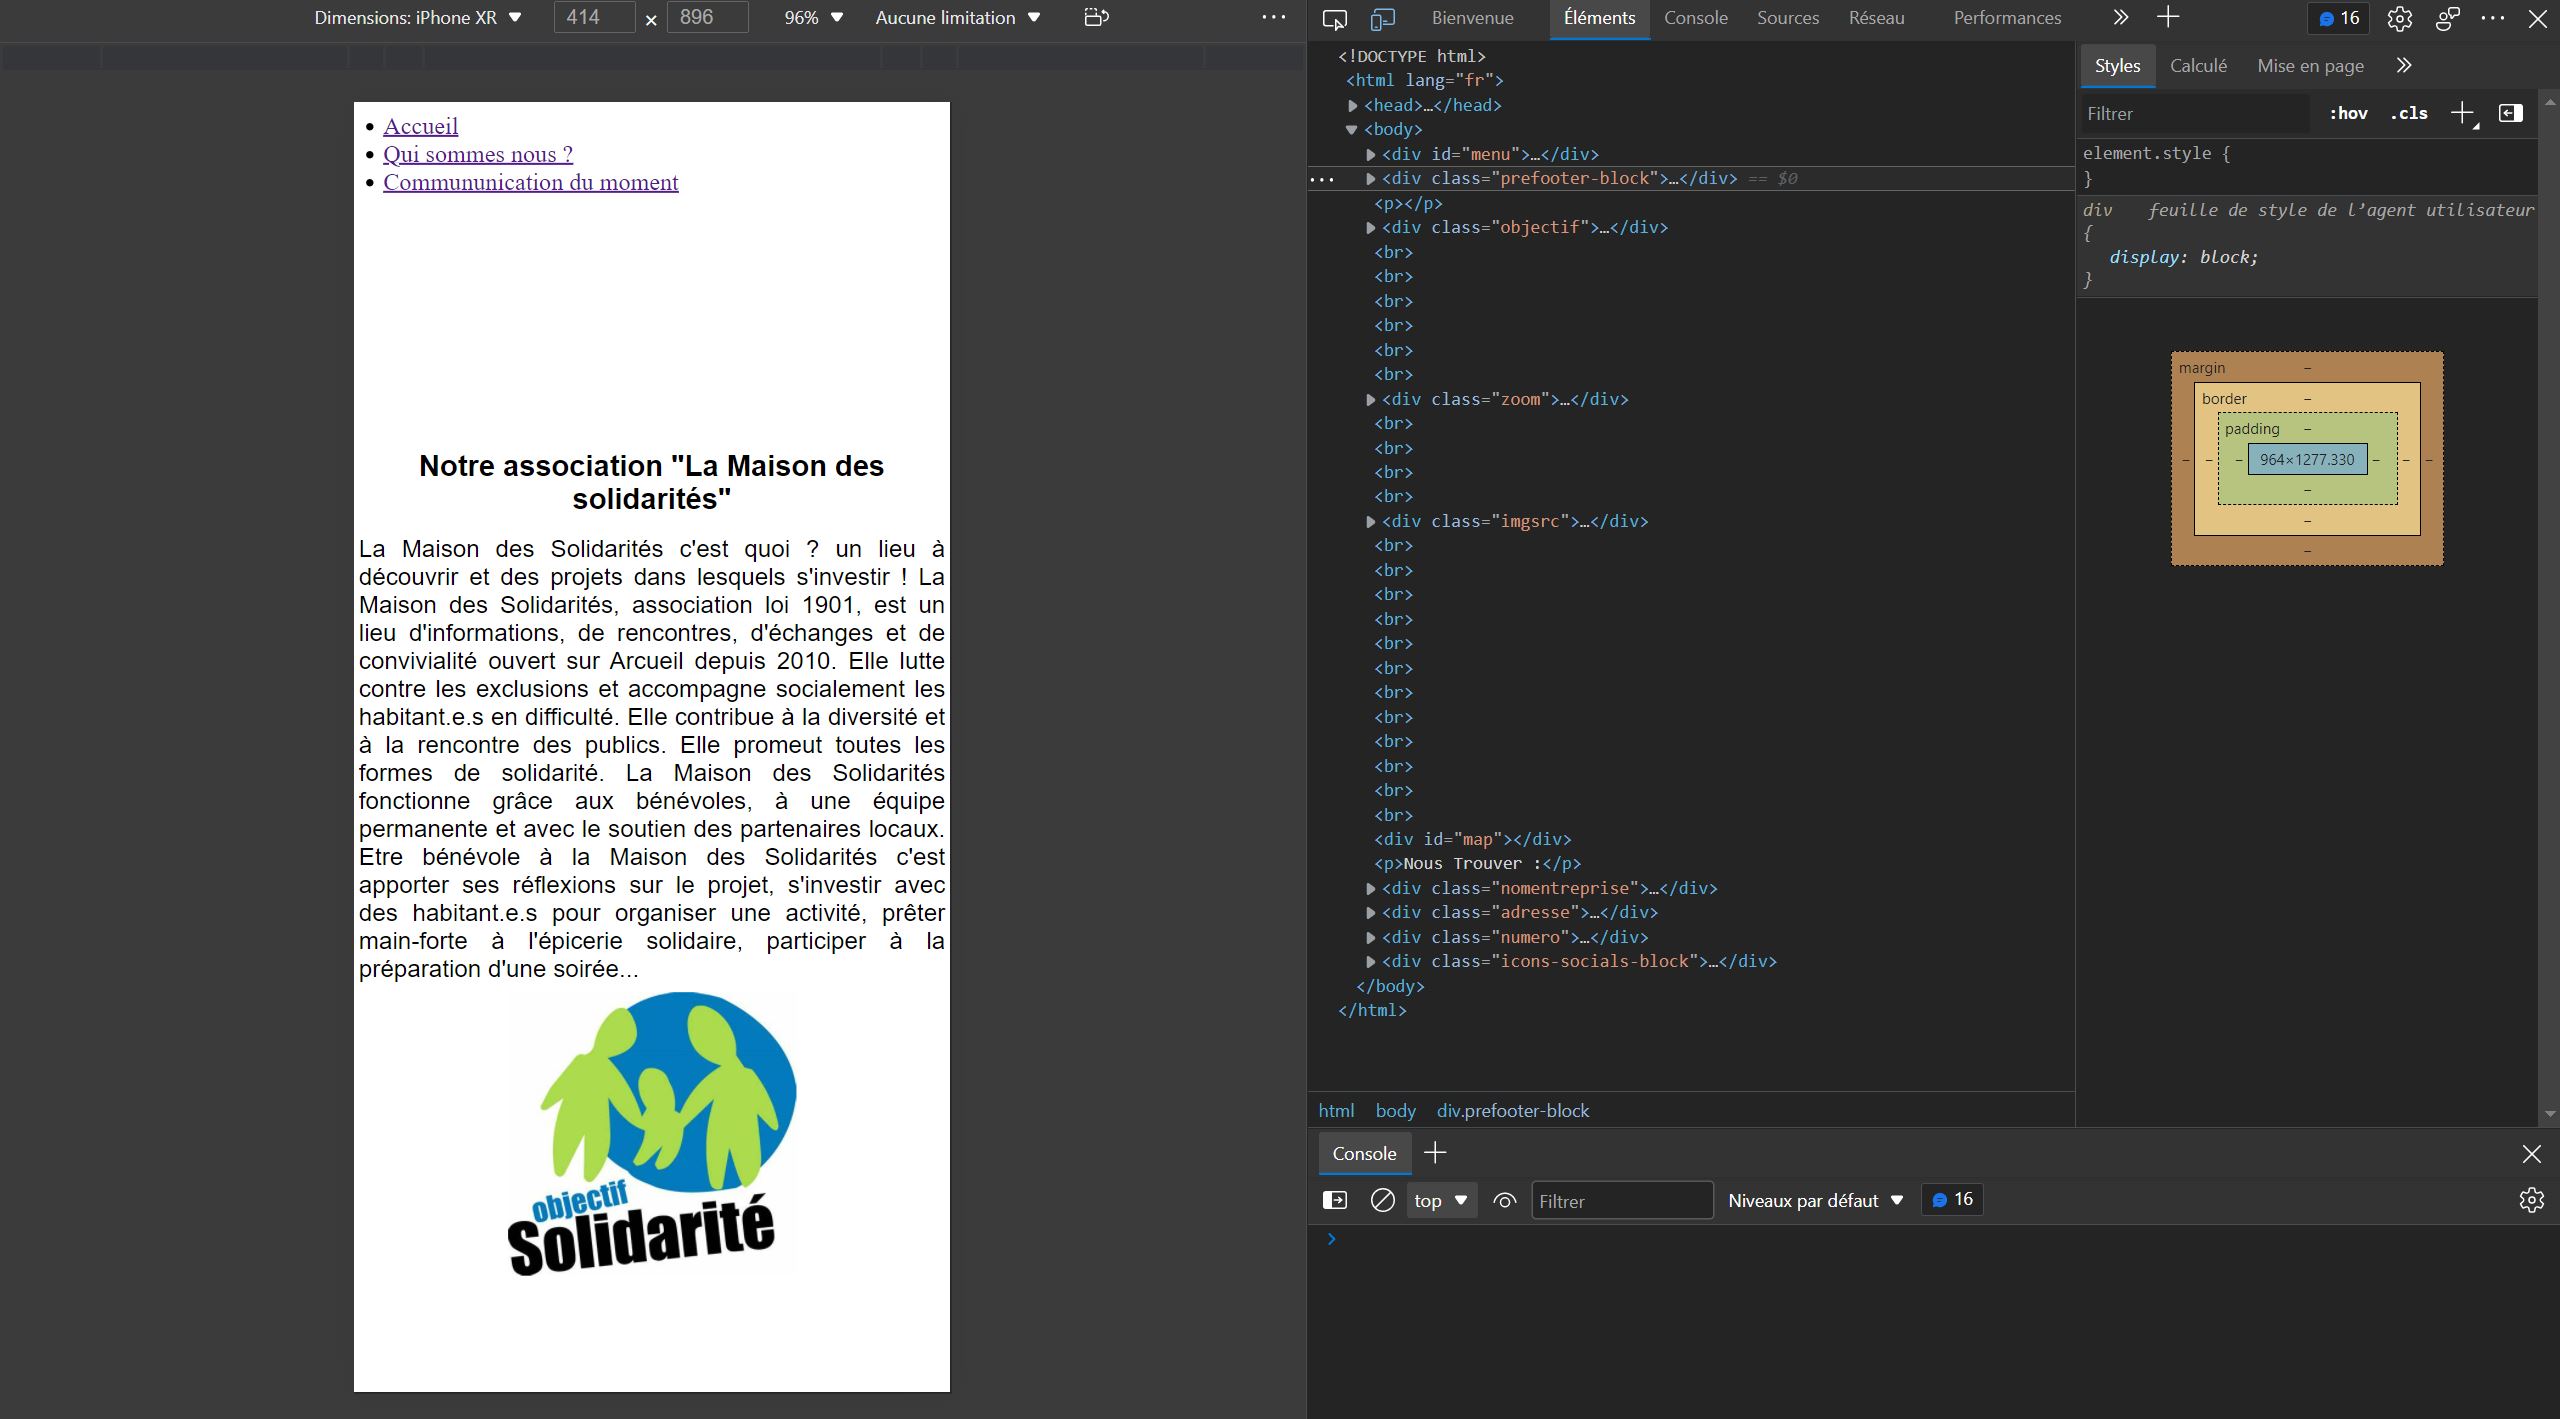 Dimensions: iPhone XR 414 × 896 96% Aucune limitation
Accueil
Qui sommes nous ?
Commununication du moment
Notre association "La Maison des
solidarités"
La Maison des Solidarités c'est quoi ? un lieu à
découvrir et des projets dans lesquels s'investir ! La
Maison des Solidarités, association loi 1901, est un
lieu d'informations, de rencontres, d'échanges et de
convivialité ouvert sur Arcueil depuis 2010. Elle lutte
contre les exclusions et accompagne socialement les
habitant.e.s en difficulté. Elle contribue à la diversité et
à la rencontre des publics. Elle promeut toutes les
formes de solidarité. La Maison des Solidarités
fonctionne grâce aux bénévoles, à une équipe
permanente et avec le soutien des partenaires locaux.
Etre bénévole à la Maison des Solidarités c'est
apporter ses réflexions sur le projet, s'investir avec
des habitant.e.s pour organiser une activité, prêter
main-forte à l'épicerie solidaire, participer à la
préparation d'une soirée...
objectif
Solidarité
Bienvenue Éléments Console Sources Réseau Performances 16
<!DOCTYPE html>
<html lang="fr">
<head>…</head>
<body>
<div id="menu">…</div>
<div class="prefooter-block">…</div> == $0
<p></p>
<div class="objectif">…</div>
<br>
<br>
<br>
<br>
<br>
<br>
<div class="zoom">…</div>
<br>
<br>
<br>
<br>
<div class="imgsrc">…</div>
<br>
<br>
<br>
<br>
<br>
<br>
<br>
<br>
<br>
<br>
<br>
<br>
<div id="map"></div>
<p>Nous Trouver :</p>
<div class="nomentreprise">…</div>
<div class="adresse">…</div>
<div class="numero">…</div>
<div class="icons-socials-block">…</div>
</body>
</html>
html body div.prefooter-block
Styles Calculé Mise en page
Filtrer :hov .cls
element.style {
}
div feuille de style de l’agent utilisateur
{
display: block;
}
margin –
border –
padding –
– – – 964×1277.330 – – –
–
–
–
Console
top Filtrer Niveaux par défaut 16